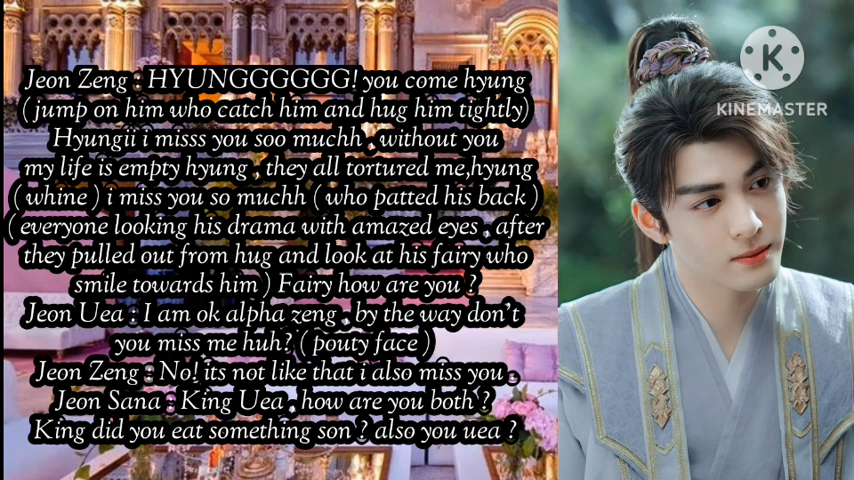 Jeon Zeng : HYUNGGGGGG! you come hyung
( jump on him who catch him and hug him tightly)
Hyungii i misss you soo muchh , without you
my life is empty hyung , they all tortured me,hyung
( whine ) i miss you so muchh ( who patted his back )
( everyone looking his drama with amazed eyes , after
they pulled out from hug and look at his fairy who
smile towards him ) Fairy how are you ?
Jeon Uea : I am ok alpha zeng , by the way don't
you miss me huh? ( pouty face )
Jeon Zeng : No! its not like that i also miss you .
Jeon Sana : King Uea , how are you both ?
King did you eat something son ? also you uea ?
K
KINEMASTER